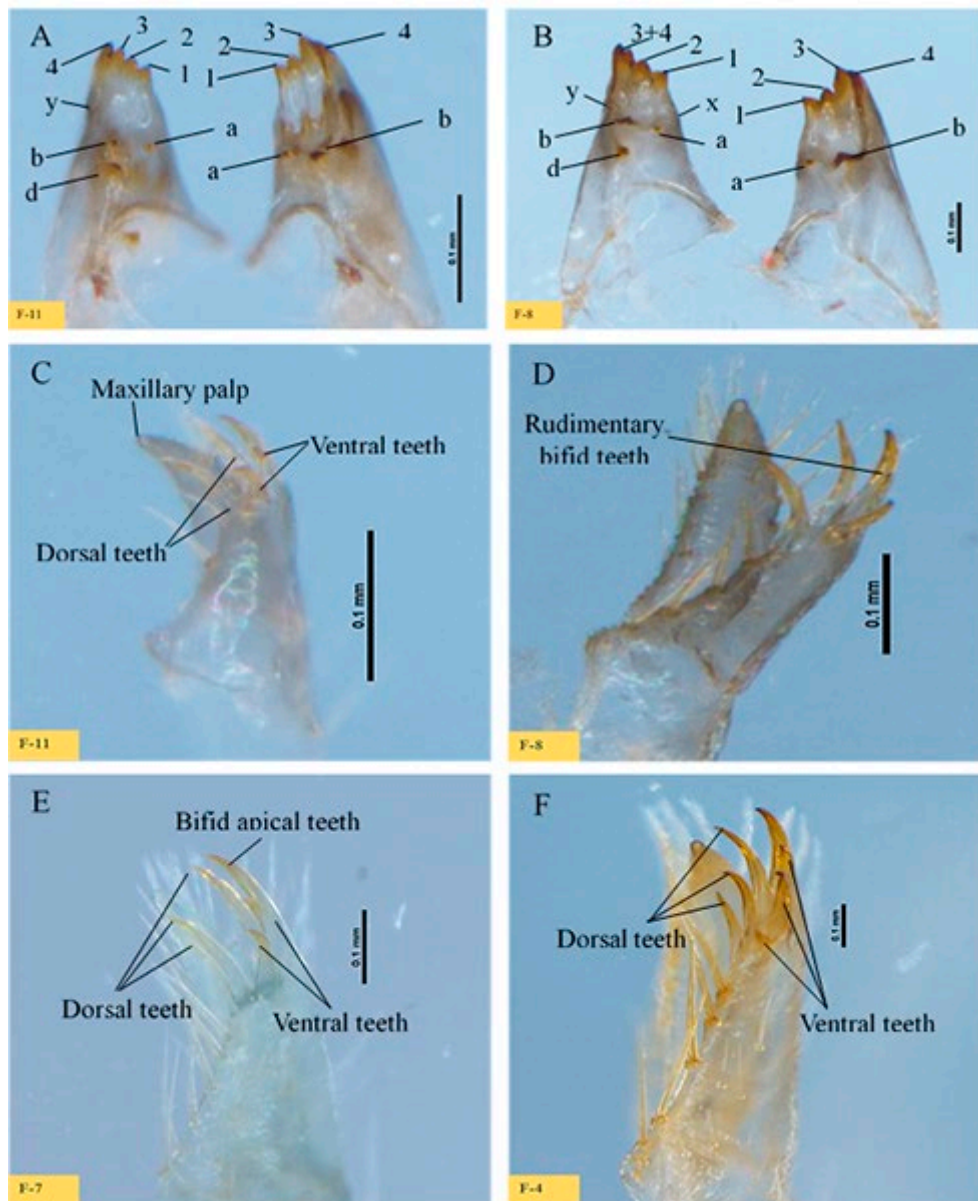 A
3
2
1
4
y
b
d
a
3
2
1
4
a
b
0.1 mm
F-11
B
3+4
2
1
y
b
d
x
a
3
2
1
4
a
b
0.1 mm
F-8
C
Maxillary palp
Ventral teeth
Dorsal teeth
0.1 mm
F-11
D
Rudimentary
bifid teeth
0.1 mm
F-8
E
Bifid apical teeth
Dorsal teeth
Ventral teeth
0.1 mm
F-7
F
Dorsal teeth
Ventral teeth
0.1 mm
F-4